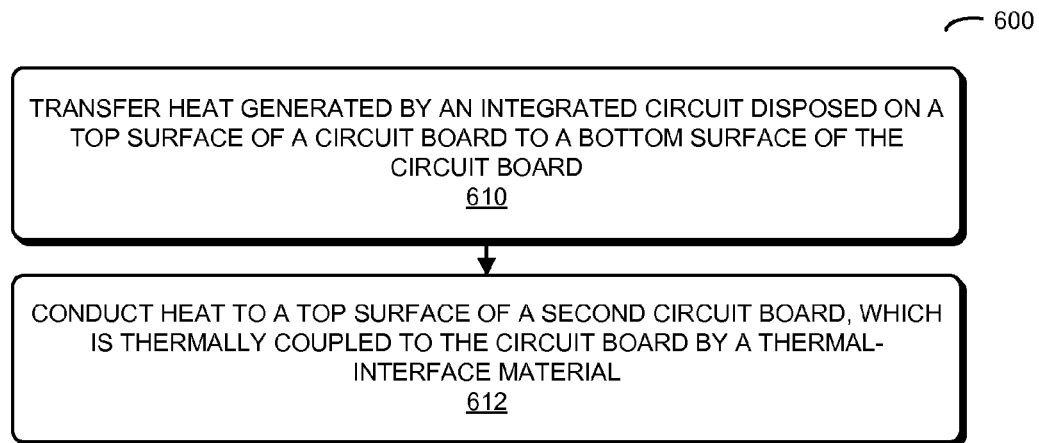 600
TRANSFER HEAT GENERATED BY AN INTEGRATED CIRCUIT DISPOSED ON A
TOP SURFACE OF A CIRCUIT BOARD TO A BOTTOM SURFACE OF THE
CIRCUIT BOARD
610
CONDUCT HEAT TO A TOP SURFACE OF A SECOND CIRCUIT BOARD, WHICH
IS THERMALLY COUPLED TO THE CIRCUIT BOARD BY A THERMAL-
INTERFACE MATERIAL
612